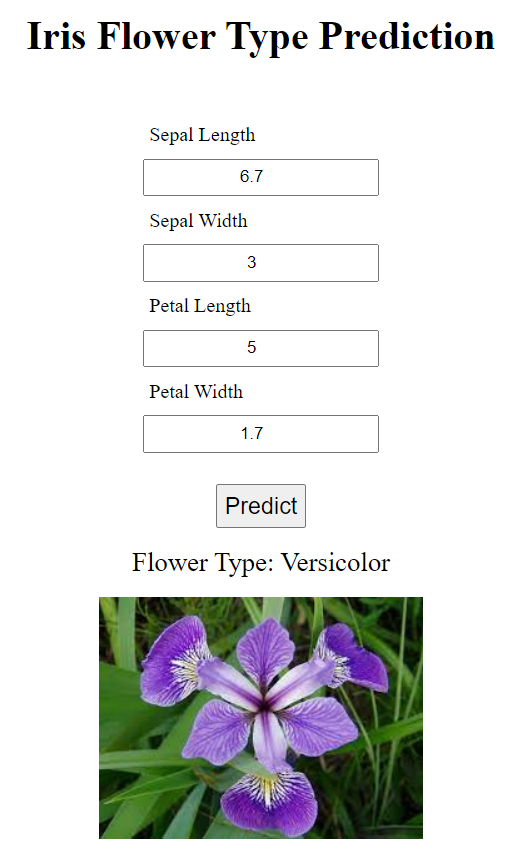 Iris Flower Type Prediction
Sepal Length
6.7
Sepal Width
3
Petal Length
5
Petal Width
1.7
Predict
Flower Type: Versicolor